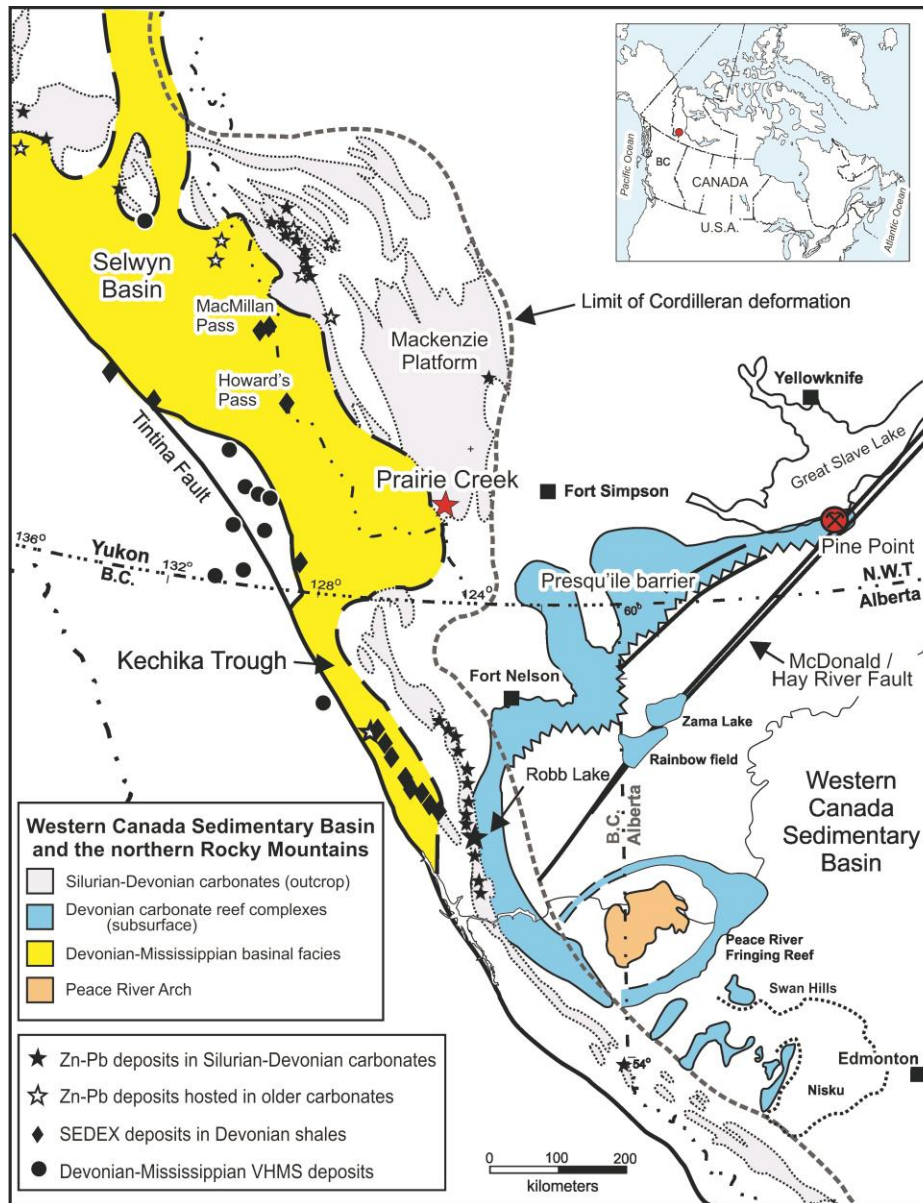 Pacific Ocean
BC
CANADA
U.S.A.
Atlantic Ocean
Selwyn
Basin
MacMillan
Pass
Howard's
Pass
Limit of Cordilleran deformation
Mackenzie
Platform
Yellowknife
Great Slave Lake
Tintina Fault
Prairie Creek
Fort Simpson
Pine Point
136°
Yukon
B.C.
132°
128°
124°
Presqu'ile barrier
60°
N.W.T
Alberta
Kechika Trough
Fort Nelson
McDonald /
Hay River Fault
Zama Lake
Rainbow field
Robb Lake
B.C.
Alberta
Western
Canada
Sedimentary
Basin
Peace River
Fringing Reef
Swan Hills
Edmonton
Nisku
54°
Western Canada Sedimentary Basin
and the northern Rocky Mountains
Silurian-Devonian carbonates (outcrop)
Devonian carbonate reef complexes
(subsurface)
Devonian-Mississippian basinal facies
Peace River Arch
Zn-Pb deposits in Silurian-Devonian carbonates
Zn-Pb deposits hosted in older carbonates
SEDEX deposits in Devonian shales
Devonian-Mississippian VHMS deposits
0 100 200
kilometers